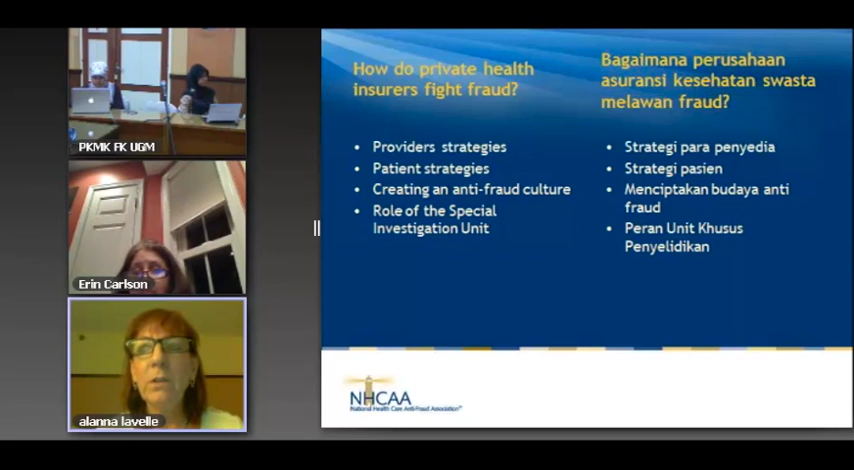 PKMK FK UGM
Erin Carlson
alanna lavelle
How do private health
insurers fight fraud?
• Providers strategies
• Patient strategies
• Creating an anti-fraud culture
• Role of the Special
Investigation Unit
Bagaimana perusahaan
asuransi kesehatan swasta
melawan fraud?
• Strategi para penyedia
• Strategi pasien
• Menciptakan budaya anti
fraud
• Peran Unit Khusus
Penyelidikan
NHCAA
National Health Care Anti-Fraud Association